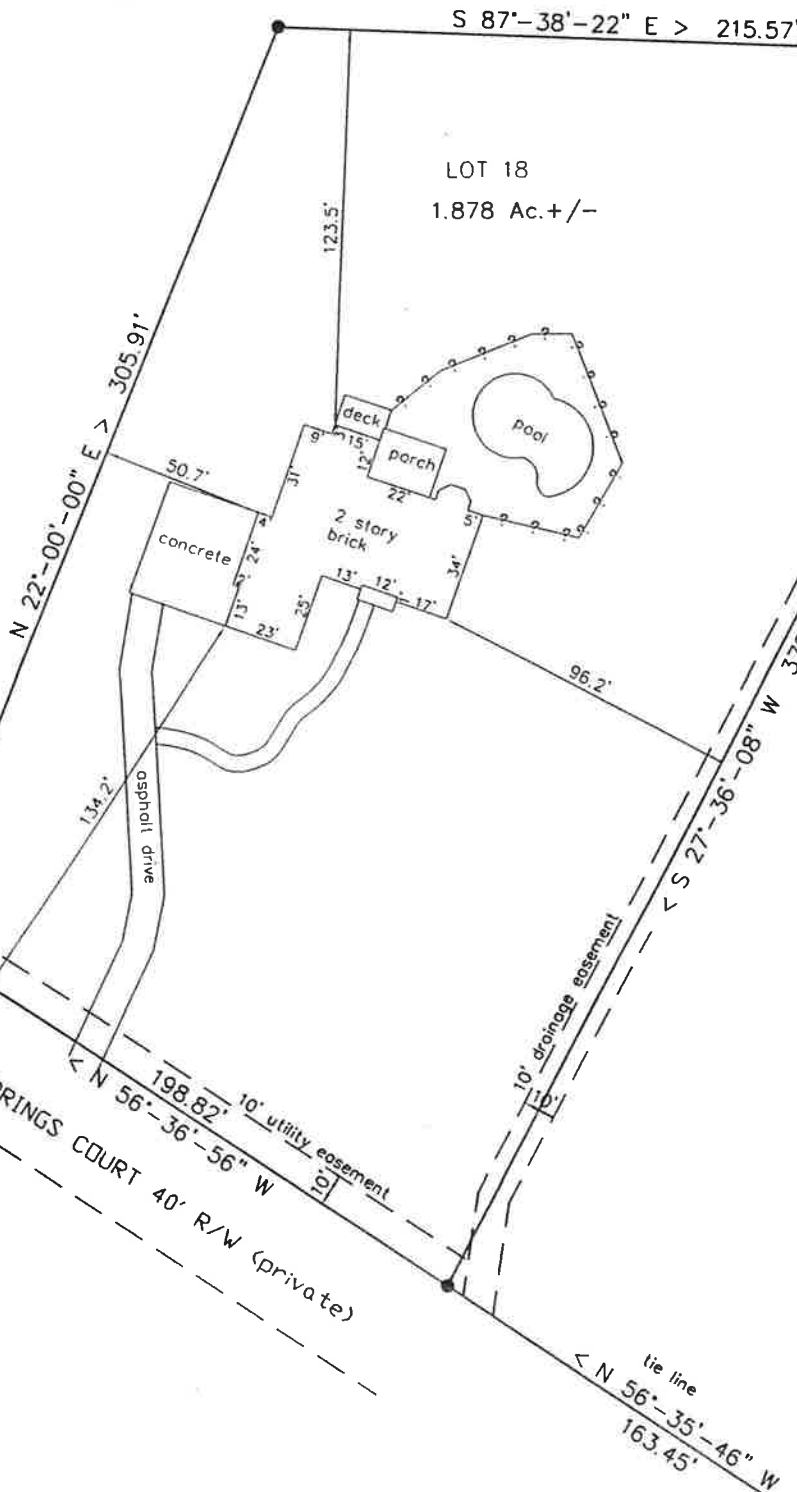 S 87°-38'-22" E > 215.57'
LOT 18
1.878 Ac.+/-
123.5'
N 22°-00'-00" E > 305.91'
deck
pool
9'
15'
12'
porch
50.7'
31'
22'
4'
5'
2 story
brick
concrete
24'
34'
2'
13'
13'
12'
17'
25'
23'
96.2'
134.2'
asphalt drive
< S 27°-36'-08" W
10' drainage easement
10'
198.82'
< N 56°-36'-56" W
10' utility easement
10'
COURT 40' R/W (private)
tie line
< N 56°-35'-46" W
163.45'